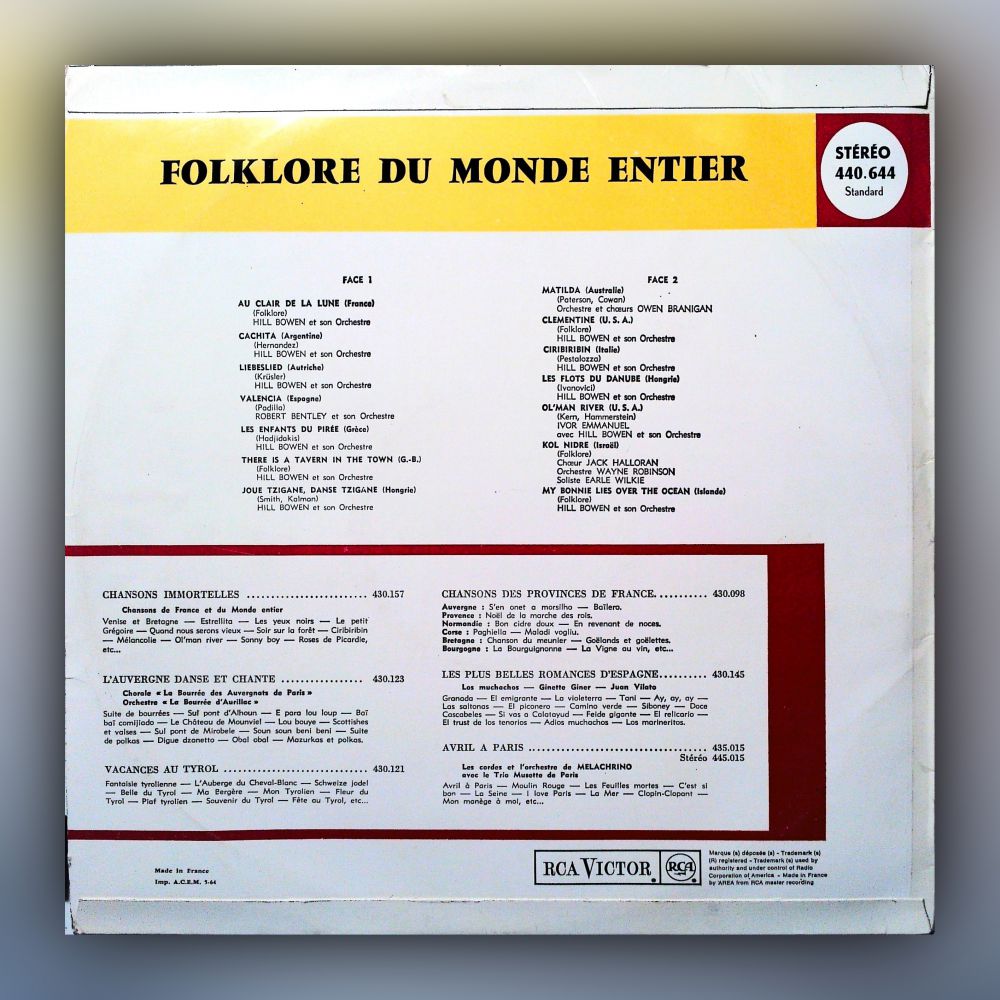 FOLKLORE DU MONDE ENTIER
STÉRÉO
440.644
Standard
FACE 1
AU CLAIR DE LA LUNE (France)
(Folklore)
HILL BOWEN et son Orchestre
CACHITA (Argentine)
(Hernandez)
HILL BOWEN et son Orchestre
LIEBESLIED (Autriche)
(Krüsler)
HILL BOWEN et son Orchestre
VALENCIA (Espagne)
(Padilla)
ROBERT BENTLEY et son Orchestre
LES ENFANTS DU PIRÉE (Grèce)
(Hadjidakis)
HILL BOWEN et son Orchestre
THERE IS A TAVERN IN THE TOWN (G.-B.)
(Folklore)
HILL BOWEN et son Orchestre
JOUE TZIGANE, DANSE TZIGANE (Hongrie)
(Smith, Kalman)
HILL BOWEN et son Orchestre
FACE 2
MATILDA (Australie)
(Paterson, Cowan)
Orchestre et chœurs OWEN BRANIGAN
CLEMENTINE (U.S.A.)
(Folklore)
HILL BOWEN et son Orchestre
CIRIBIRIBIN (Italie)
(Pestalozza)
HILL BOWEN et son Orchestre
LES FLOTS DU DANUBE (Hongrie)
(Ivanovici)
HILL BOWEN et son Orchestre
OL'MAN RIVER (U.S.A.)
(Kern, Hammerstein)
IVOR EMMANUEL
avec HILL BOWEN et son Orchestre
KOL NIDRE (Israël)
(Folklore)
Chœur JACK HALLORAN
Orchestre WAYNE ROBINSON
Soliste EARLE WILKIE
MY BONNIE LIES OVER THE OCEAN (Islande)
(Folklore)
HILL BOWEN et son Orchestre
CHANSONS IMMORTELLES ........................ 430.157
Chansons de France et du Monde entier
Venise et Bretagne — Estrellita — Les yeux noirs — Le petit
Grégoire — Quand nous serons vieux — Soir sur la forêt — Ciribiribin
— Mélancolie — Ol'man river — Sonny boy — Roses de Picardie,
etc...
L'AUVERGNE DANSE ET CHANTE ................. 430.123
Chorale « La Bourrée des Auvergnats de Paris »
Orchestre « La Bourrée d'Aurillac »
Suite de bourrées — Sul pont d'Alhoun — E para lou loup — Baï
baï comijlado — Le Château de Mounviel — Lou bouye — Scottishes
et valses — Sul pont de Mirabele — Soun soun beni beni — Suite
de polkas — Digue dzanetto — Obal obal — Mazurkas et polkas.
VACANCES AU TYROL ............................. 430.121
Fantaisie tyrolienne — L'Auberge du Cheval-Blanc — Schweize jodel
— Belle du Tyrol — Ma Bergère — Mon Tyrolien — Fleur du
Tyrol — Plaf tyrolien — Souvenir du Tyrol — Fête au Tyrol, etc...
CHANSONS DES PROVINCES DE FRANCE.......... 430.098
Auvergne : S'en onet a morsilho — Baïlero.
Provence : Noël de la marche des rois.
Normandie : Bon cidre doux — En revenant de noces.
Corse : Paghiella — Maladi vogliu.
Bretagne : Chanson du meunier — Goëlands et goëlettes.
Bourgogne : La Bourguignonne — La Vigne au vin, etc...
LES PLUS BELLES ROMANCES D'ESPAGNE.......... 430.145
Los muchachos — Ginette Giner — Juan Vilato
Granada — El emigrante — La violeterra — Tani — Ay, ay, ay —
Las saltonas — El piconero — Camino verde — Siboney — Doce
Cascabeles — Si vas a Calatayud — Feide gigante — El relicario —
El trust de los tenorios — Adios muchachos — Los marineritos.
AVRIL A PARIS ................................... 435.015
Stéréo 445.015
Les cordes et l'orchestre de MELACHRINO
avec le Trio Musette de Paris
Avril à Paris — Moulin Rouge — Les Feuilles mortes — C'est si
bon — La Seine — I love Paris — La Mer — Clopin-Clopant —
Mon manège à moi, etc...
Made in France
Imp. A.C.E.M. 5-64
RCA VICTOR
RCA
Marque (s) déposée (s) - Trademark (s)
(R) registered - Trademark (s) used by
authority and under control of Radio
Corporation of America - Made in France
by AREA from RCA master recording